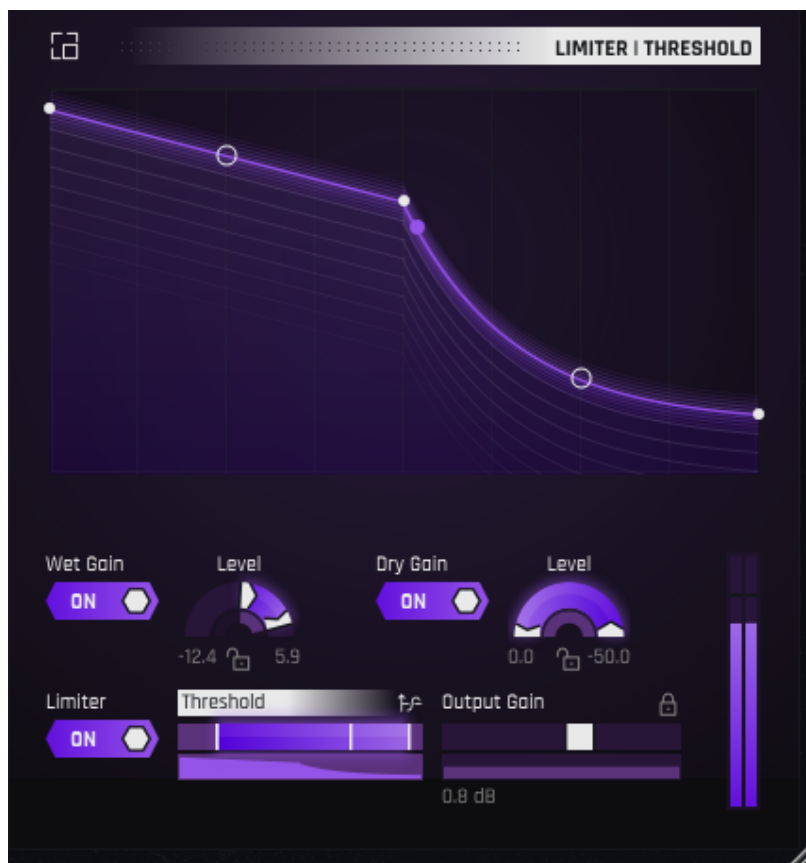 LIMITER | THRESHOLD
Wet Gain
Level
Dry Gain
Level
ON
ON
-12.4
5.9
0.0
-50.0
Limiter
Threshold
Output Gain
ON
0.8 dB